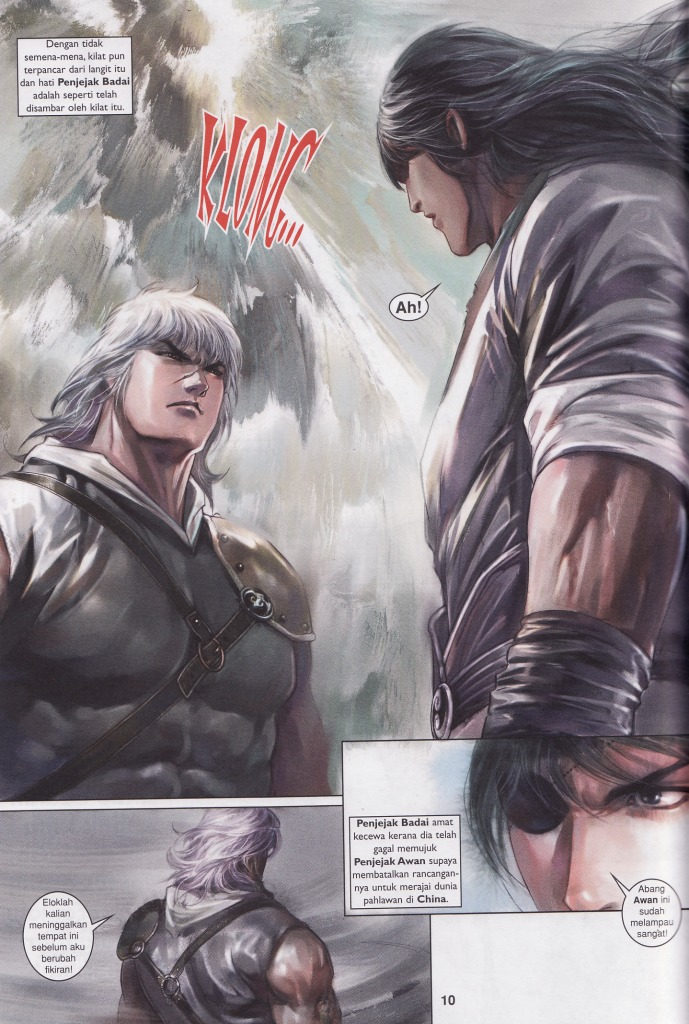 Dengan tidak
semena-mena, kilat pun
terpancar dari langit itu
dan hati Penjejak Badai
adalah seperti telah
disambar oleh kilat itu.
KLONG...
Ah!
Penjejak Badai amat
kecewa kerana dia telah
gagal memujuk
Penjejak Awan supaya
membatalkan rancangan-
nya untuk merajai dunia
pahlawan di China.
Abang
Awan ini
sudah
melampau
sangat!
Eloklah
kalian
meninggalkan
tempat ini
sebelum aku
berubah
fikiran!
10